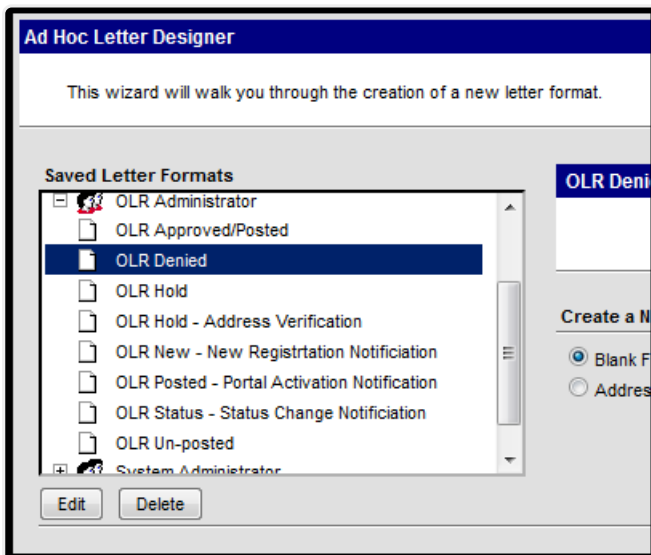 Ad Hoc Letter Designer
This wizard will walk you through the creation of a new letter format.
Saved Letter Formats
OLR Administrator
OLR Approved/Posted
OLR Denied
OLR Hold
OLR Hold - Address Verification
OLR New - New Registrtation Notificiation
OLR Posted - Portal Activation Notification
OLR Status - Status Change Notificiation
OLR Un-posted
System Administrator
Edit Delete
OLR Deni
Create a N
Blank F
Addres